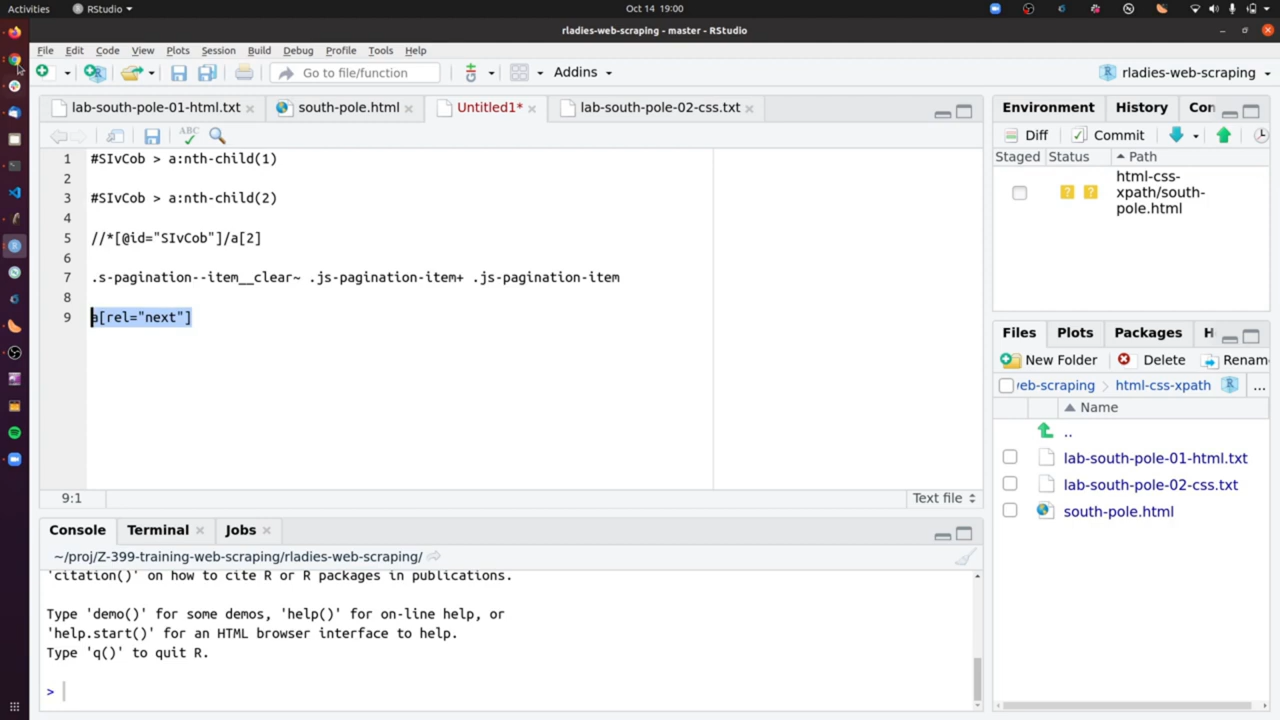 Activities
RStudio
Oct 14 19:00
rladies-web-scraping - master - RStudio
File Edit Code View Plots Session Build Debug Profile Tools Help
Go to file/function
Addins
rladies-web-scraping
lab-south-pole-01-html.txt
south-pole.html
Untitled1*
lab-south-pole-02-css.txt
ABC
1 #SIvCob > a:nth-child(1)
2
3 #SIvCob > a:nth-child(2)
4
5 //*[@id="SIvCob"]/a[2]
6
7 .s-pagination--item__clear~ .js-pagination-item+ .js-pagination-item
8
9 a[rel="next"]
9:1
Text file
Console Terminal Jobs
~/proj/Z-399-training-web-scraping/rladies-web-scraping/
'citation()' on how to cite R or R packages in publications.
Type 'demo()' for some demos, 'help()' for on-line help, or
'help.start()' for an HTML browser interface to help.
Type 'q()' to quit R.
>
Environment History Con
Diff Commit
Staged Status Path
html-css-
xpath/south-
pole.html
Files Plots Packages H
New Folder Delete Renam
eb-scraping html-css-xpath ...
Name
..
lab-south-pole-01-html.txt
lab-south-pole-02-css.txt
south-pole.html